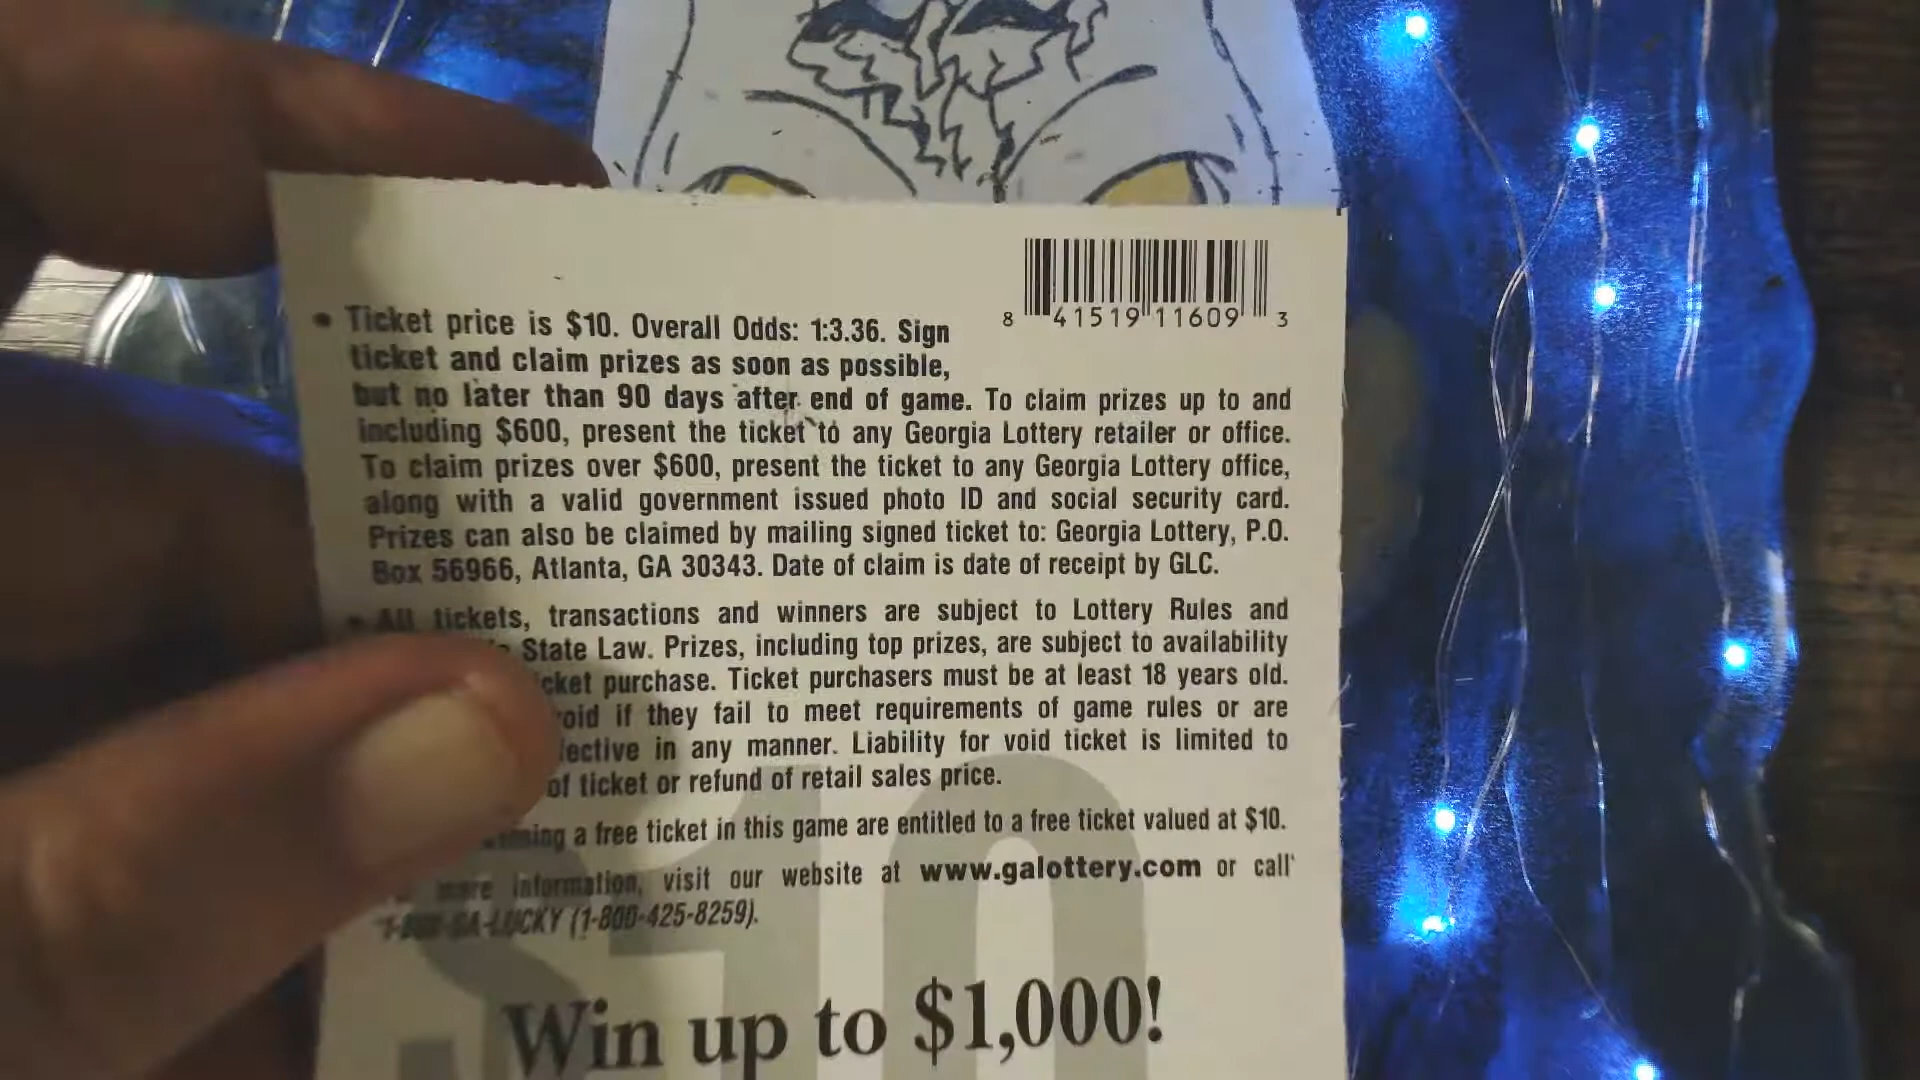 8 41519 11609 3
• Ticket price is $10. Overall Odds: 1:3.36. Sign
ticket and claim prizes as soon as possible,
but no later than 90 days after end of game. To claim prizes up to and
including $600, present the ticket to any Georgia Lottery retailer or office.
To claim prizes over $600, present the ticket to any Georgia Lottery office,
along with a valid government issued photo ID and social security card.
Prizes can also be claimed by mailing signed ticket to: Georgia Lottery, P.O.
Box 56966, Atlanta, GA 30343. Date of claim is date of receipt by GLC.
• All tickets, transactions and winners are subject to Lottery Rules and
State Law. Prizes, including top prizes, are subject to availability
purchase. Ticket purchasers must be at least 18 years old.
if they fail to meet requirements of game rules or are
in any manner. Liability for void ticket is limited to
of ticket or refund of retail sales price.
a free ticket in this game are entitled to a free ticket valued at $10.
more information, visit our website at www.galottery.com or call
1-800-GA-LUCKY (1-800-425-8259).
$10
Win up to $1,000!